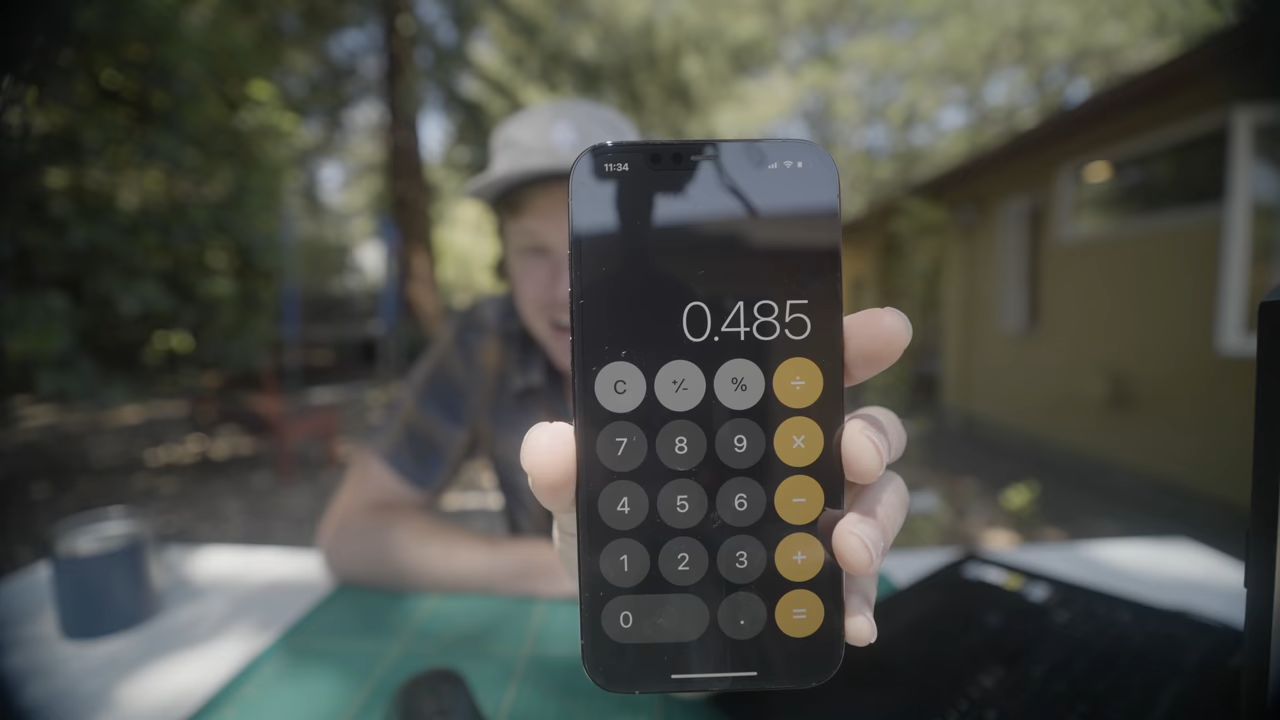 11:34
0.485
C +/- % ÷
7 8 9 ×
4 5 6 −
1 2 3 +
0 . =